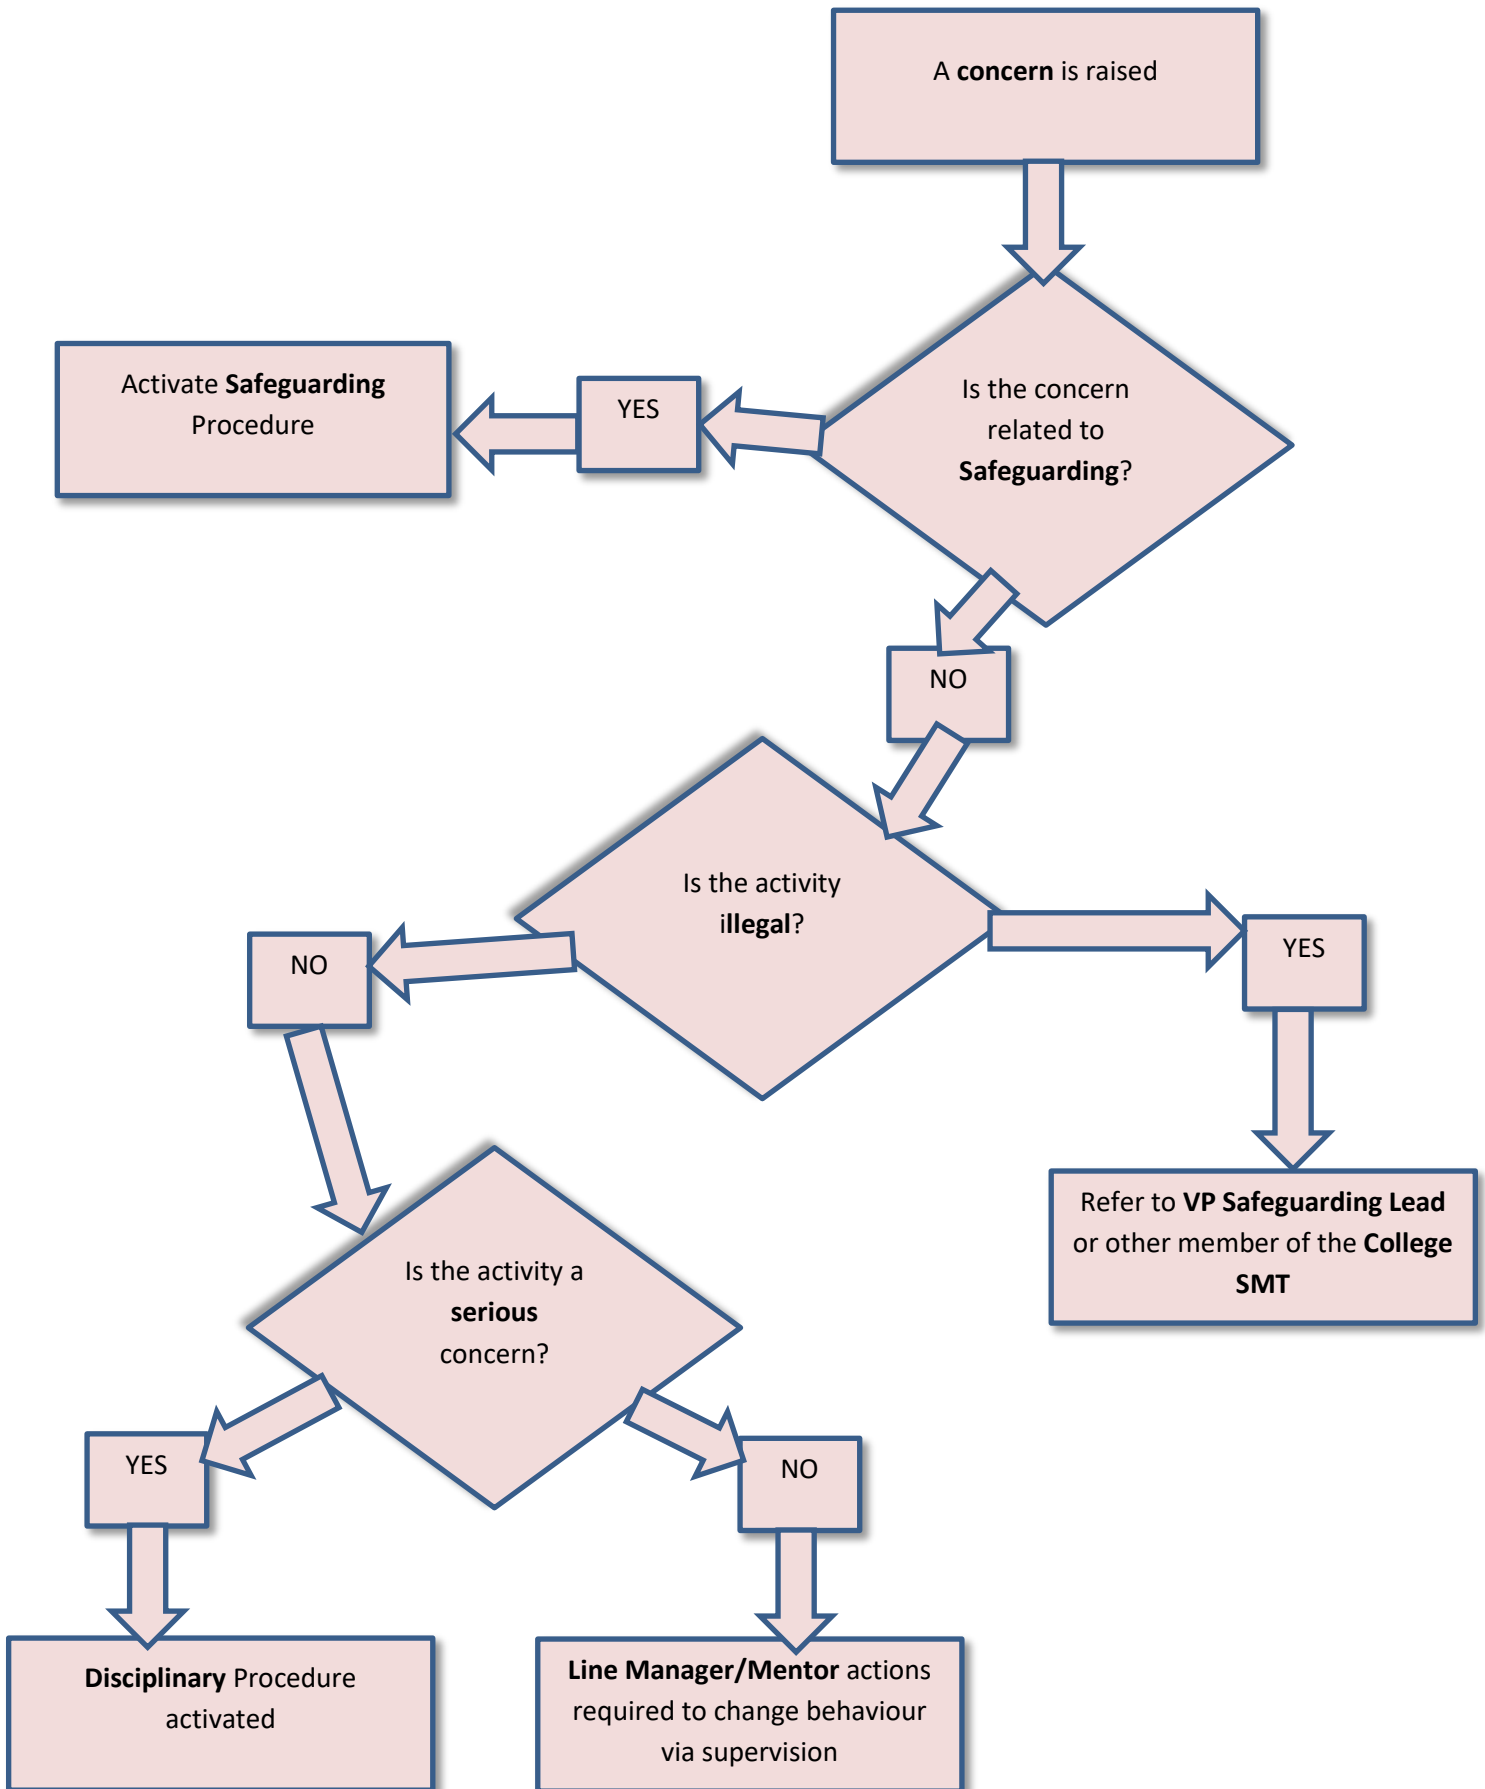 A concern is raised
Is the concern
related to
Safeguarding?
YES
Activate Safeguarding
Procedure
NO
Is the activity
illegal?
NO
YES
Refer to VP Safeguarding Lead
or other member of the College
SMT
Is the activity a
serious
concern?
YES
NO
Disciplinary Procedure
activated
Line Manager/Mentor actions
required to change behaviour
via supervision